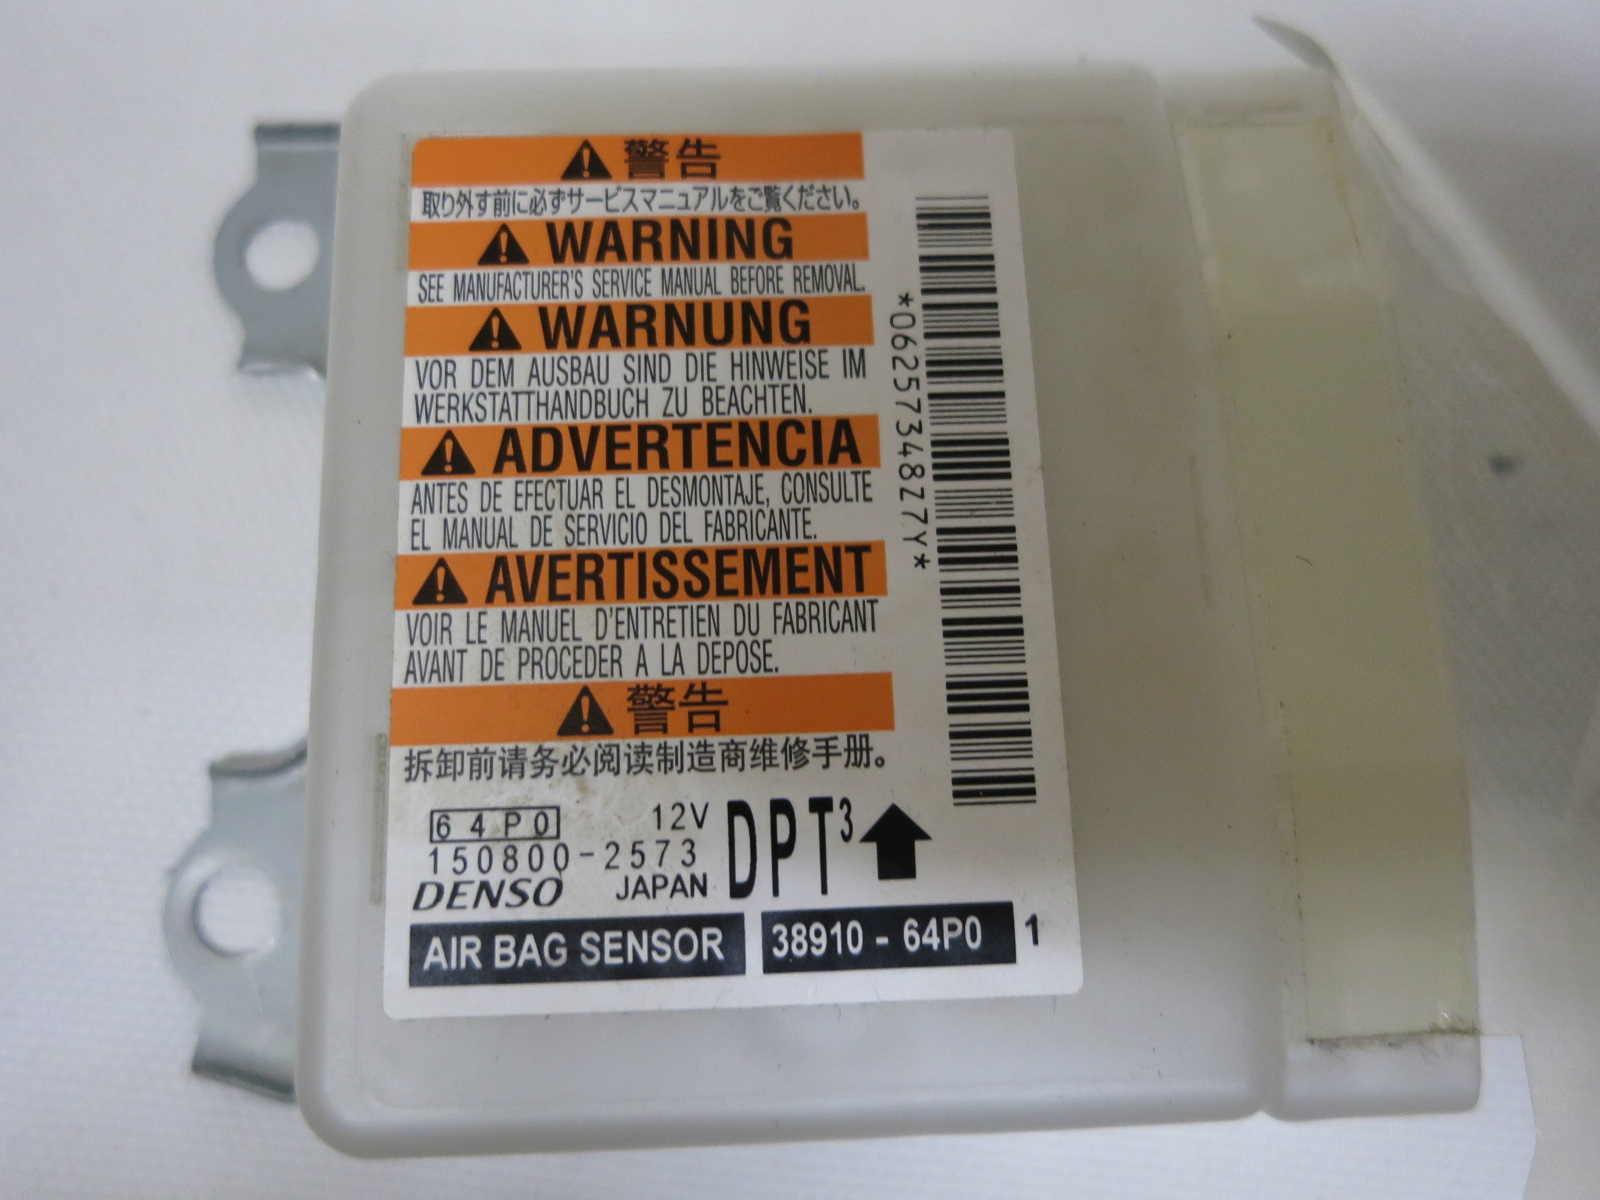 警告
取り外す前に必ずサービスマニュアルをご覧ください。
WARNING
SEE MANUFACTURER'S SERVICE MANUAL BEFORE REMOVAL.
WARNUNG
VOR DEM AUSBAU SIND DIE HINWEISE IM
WERKSTATTHANDBUCH ZU BEACHTEN.
ADVERTENCIA
ANTES DE EFECTUAR EL DESMONTAJE, CONSULTE
EL MANUAL DE SERVICIO DEL FABRICANTE.
AVERTISSEMENT
VOIR LE MANUEL D'ENTRETIEN DU FABRICANT
AVANT DE PROCEDER A LA DEPOSE.
警告
拆卸前请务必阅读制造商维修手册。
64P0 12V DPT3
150800-2573
DENSO JAPAN
AIR BAG SENSOR 38910 - 64P0 1
*06257348Z7Y*